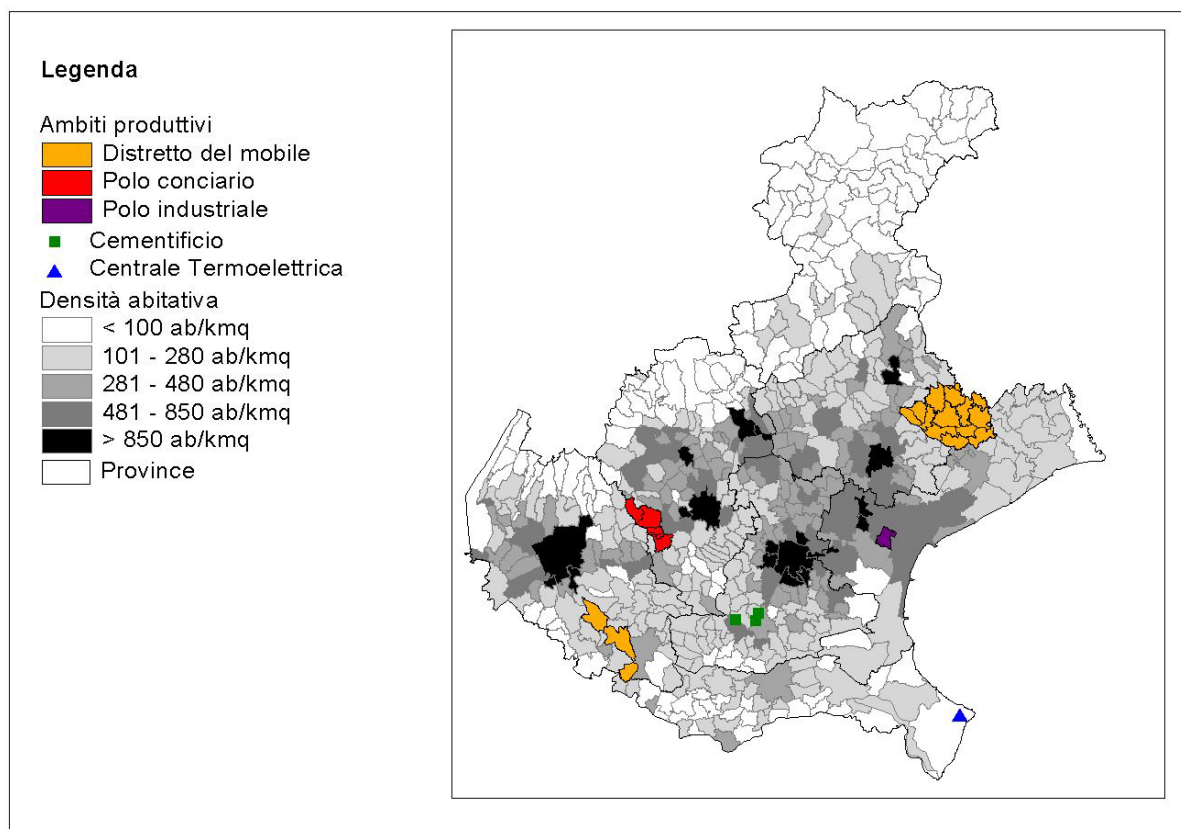 Legenda
Ambiti produttivi
Distretto del mobile
Polo conciario
Polo industriale
Cementificio
Centrale Termoelettrica
Densità abitativa
< 100 ab/kmq
101 - 280 ab/kmq
281 - 480 ab/kmq
481 - 850 ab/kmq
> 850 ab/kmq
Province